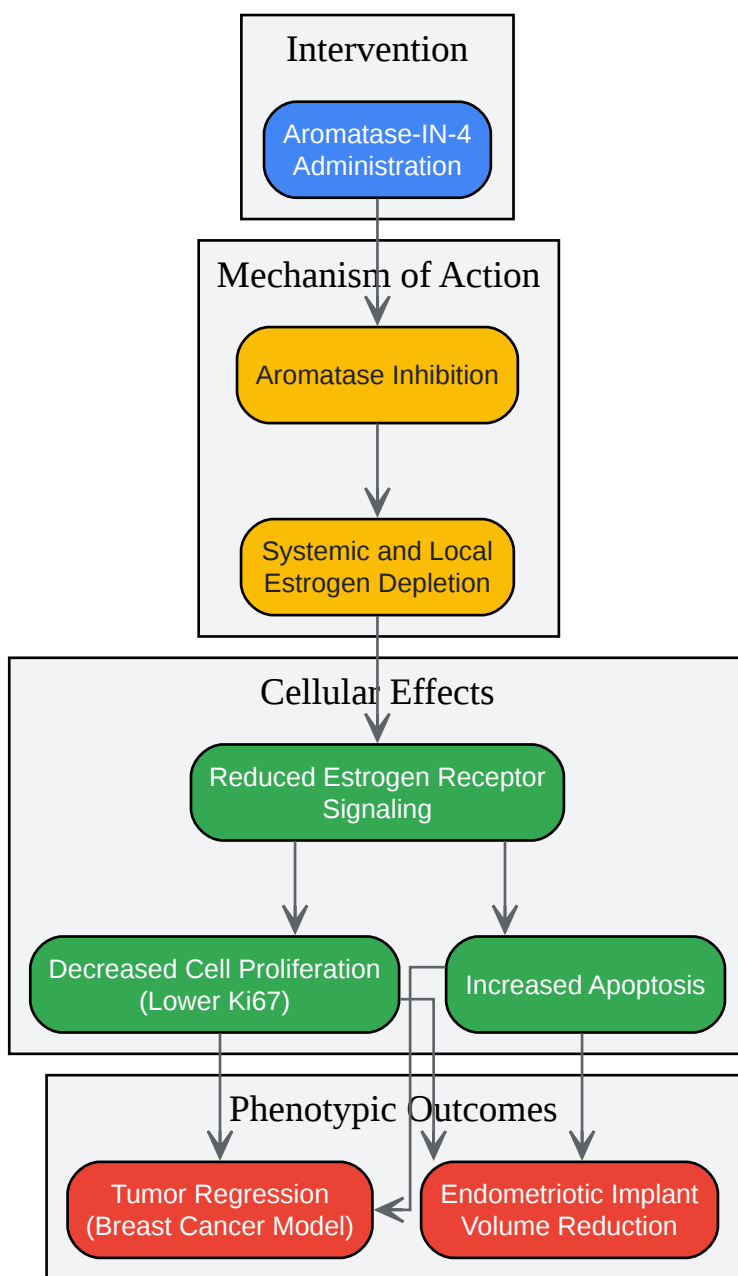 Intervention
Aromatase-IN-4
Administration
Mechanism of Action
Aromatase Inhibition
Systemic and Local
Estrogen Depletion
Cellular Effects
Reduced Estrogen Receptor
Signaling
Decreased Cell Proliferation
(Lower Ki67)
Increased Apoptosis
Phenotypic Outcomes
Tumor Regression
(Breast Cancer Model)
Endometriotic Implant
Volume Reduction